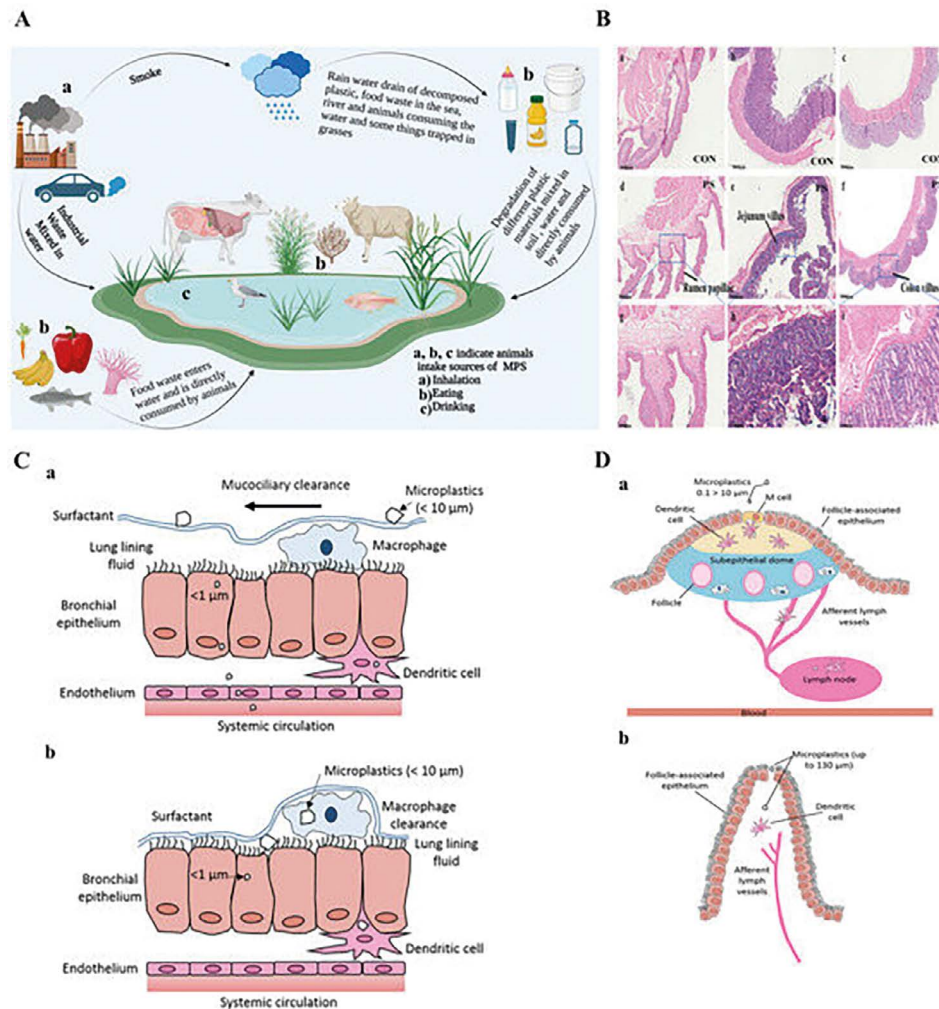 A
a
Smoke
Rain water drain of decomposed
plastic, food waste in the sea,
river and animals consuming the
water and some things trapped in
grasses
b
Industrial
Waste
Mixed in
water
Degradation of
different plastic
materials mixed in
soil, water and
directly consumed
by animals
b
c
b
Food waste enters
water and is directly
consumed by animals
a, b, c indicate animals
intake sources of MPS
a) Inhalation
b) Eating
c) Drinking
B
a
b
c
CON
CON
CON
d
PS
e
PS
f
Jejunum villus
Rumen papillae
Colon villus
g
h
i
C
a
Mucociliary clearance
Microplastics
(< 10 µm)
Surfactant
Lung lining
fluid
Macrophage
<1 µm
Bronchial
epithelium
Dendritic cell
Endothelium
Systemic circulation
b
Microplastics (< 10 µm)
Surfactant
Macrophage
clearance
Lung lining
fluid
<1 µm
Bronchial
epithelium
Dendritic
cell
Endothelium
Systemic circulation
D
a
Microplastics
0.1 > 10 µm
M cell
Dendritic
cell
Follicle-associated
epithelium
Subepithelial dome
Follicle
Afferent lymph
vessels
Lymph node
Blood
b
Microplastics (up
to 130 µm)
Follicle-associated
epithelium
Dendritic
cell
Afferent lymph
vessels